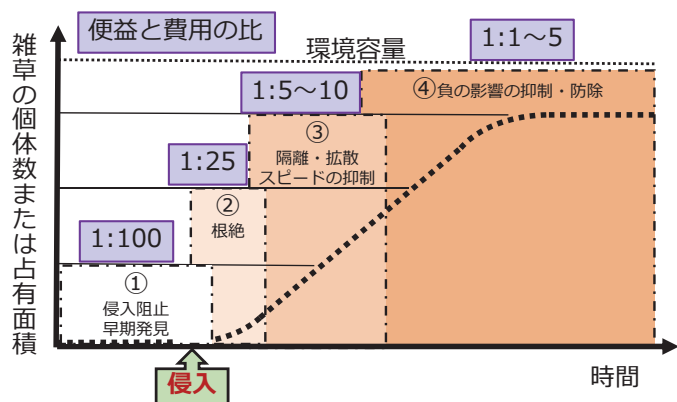 便益と費用の比
環境容量
1:1～5
1:5～10
④負の影響の抑制・防除
③
隔離・拡散
スピードの抑制
1:25
②
根絶
1:100
①
侵入阻止
早期発見
雑草の個体数または占有面積
侵入
時間